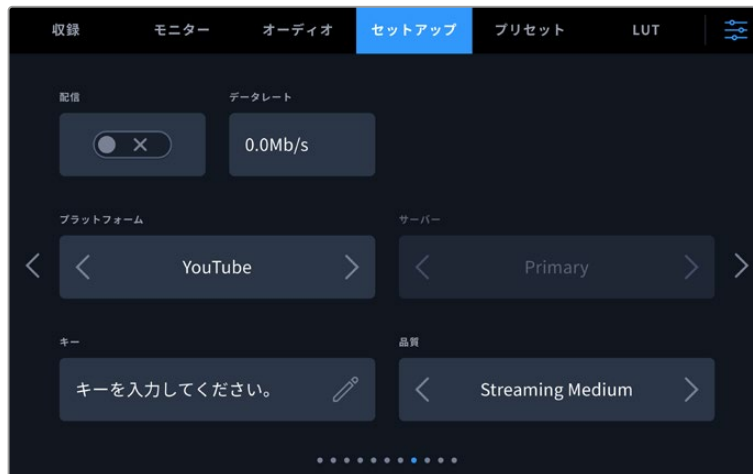 収録 モニター オーディオ セットアップ プリセット LUT
配信 データレート
0.0Mb/s
プラットフォーム サーバー
YouTube Primary
キー 品質
キーを入力してください。 Streaming Medium